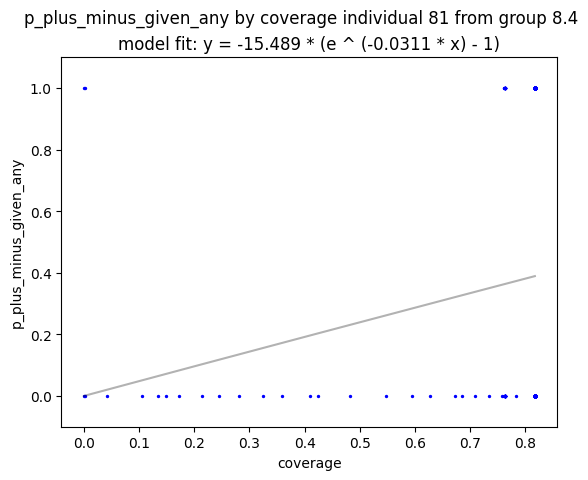 p_plus_minus_given_any by coverage individual 81 from group 8.4
model fit: y = -15.489 * (e ^ (-0.0311 * x) - 1)
1.0
0.8
0.6
0.4
0.2
0.0
p_plus_minus_given_any
0.0 0.1 0.2 0.3 0.4 0.5 0.6 0.7 0.8
coverage